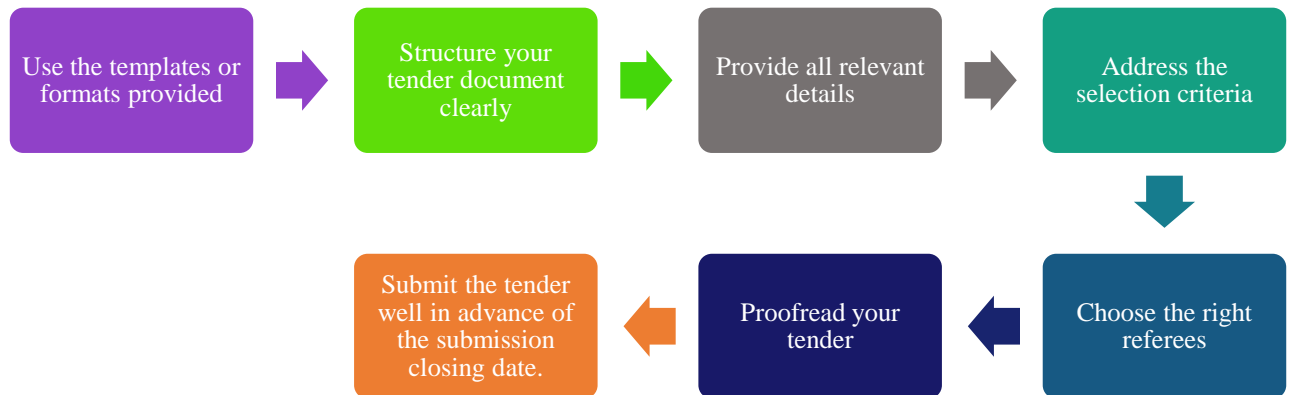 Use the templates or
formats provided
Structure your
tender document
clearly
Provide all relevant
details
Address the
selection criteria
Choose the right
referees
Proofread your
tender
Submit the tender
well in advance of
the submission
closing date.